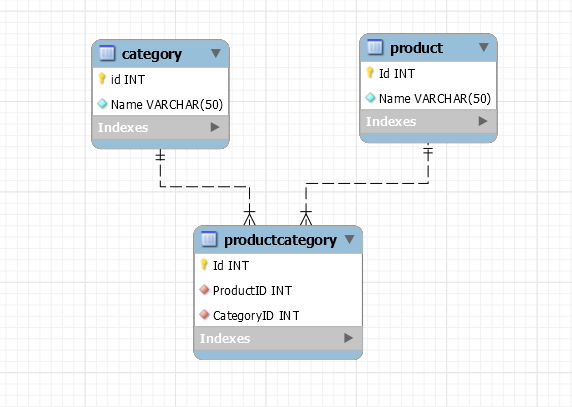 category
id INT
Name VARCHAR(50)
Indexes
product
Id INT
Name VARCHAR(50)
Indexes
productcategory
Id INT
ProductID INT
CategoryID INT
Indexes